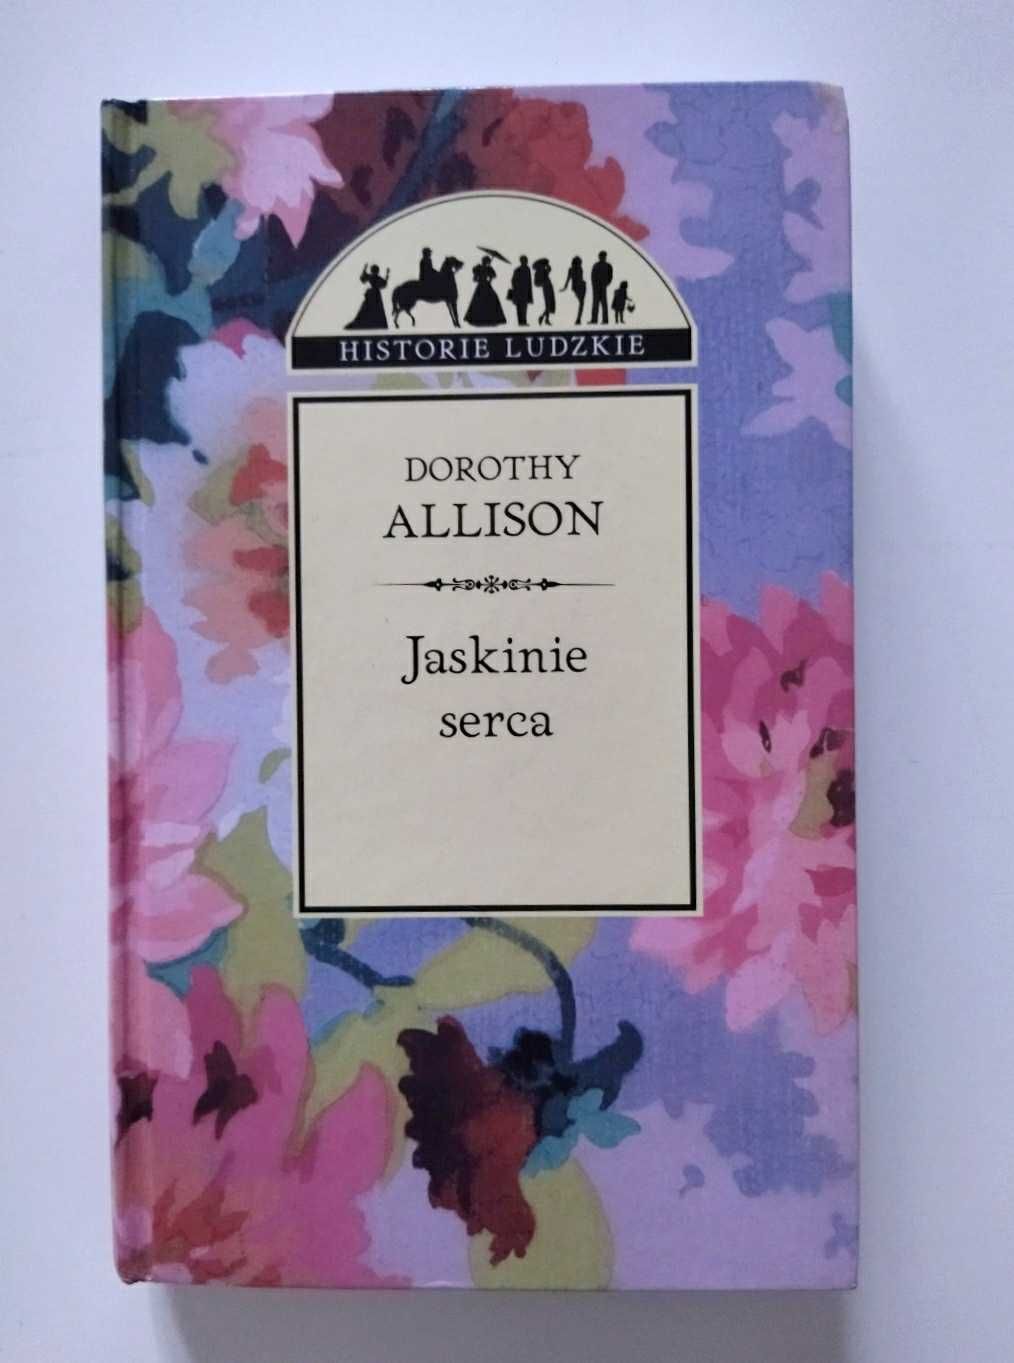 HISTORIE LUDZKIE
DOROTHY
ALLISON
Jaskinie
serca